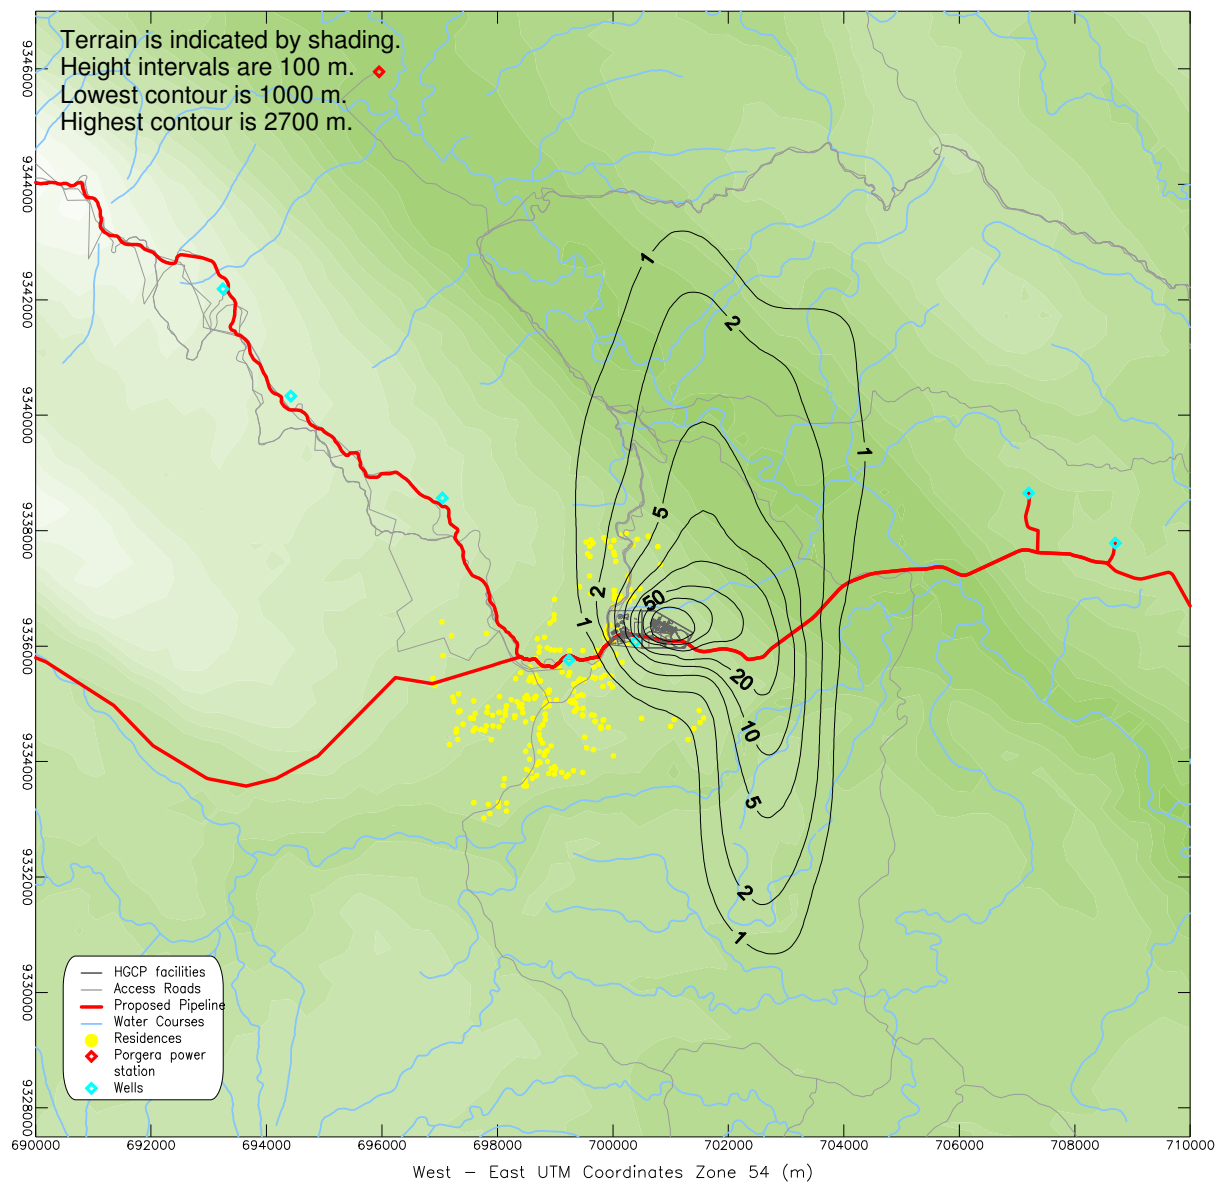 Terrain is indicated by shading.
Height intervals are 100 m.
Lowest contour is 1000 m.
Highest contour is 2700 m.
9346000
9344000
9342000
9340000
9338000
9336000
9334000
9332000
9330000
9328000
1
2
1
5
50
2
1
20
10
5
2
1
HGCP facilities
Access Roads
Proposed Pipeline
Water Courses
Residences
Porgera power
station
Wells
690000 692000 694000 696000 698000 700000 702000 704000 706000 708000 710000
West - East UTM Coordinates Zone 54 (m)